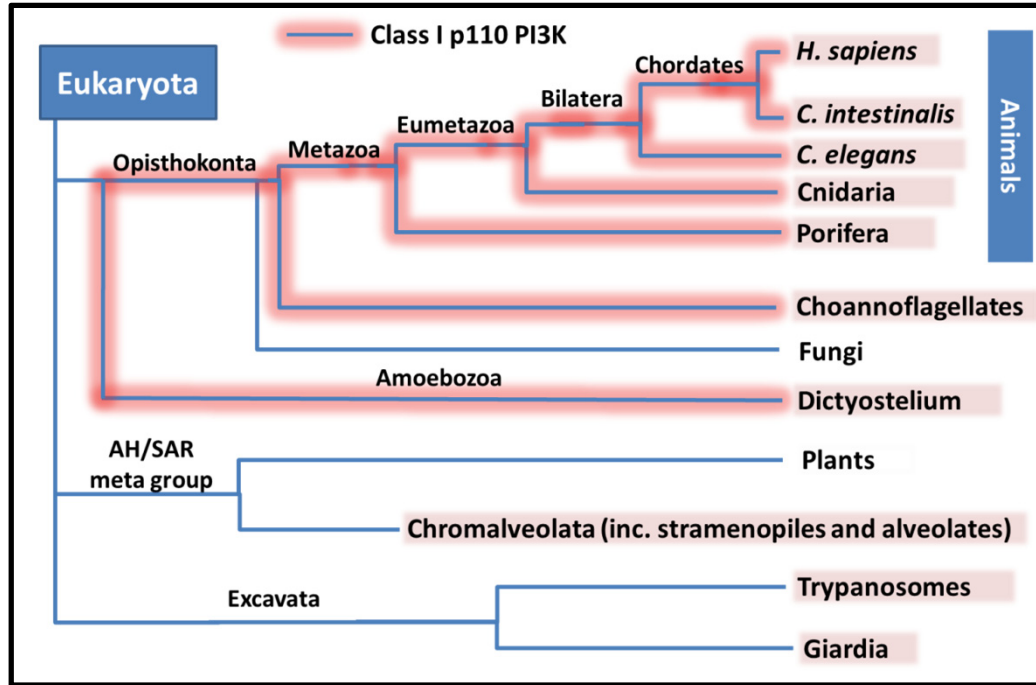 Class I p110 PI3K
Eukaryota
Chordates
H. sapiens
Bilatera
C. intestinalis
Eumetazoa
Metazoa
C. elegans
Opisthokonta
Cnidaria
Porifera
Animals
Choannoflagellates
Fungi
Amoebozoa
Dictyostelium
AH/SAR
meta group
Plants
Chromalveolata (inc. stramenopiles and alveolates)
Excavata
Trypanosomes
Giardia